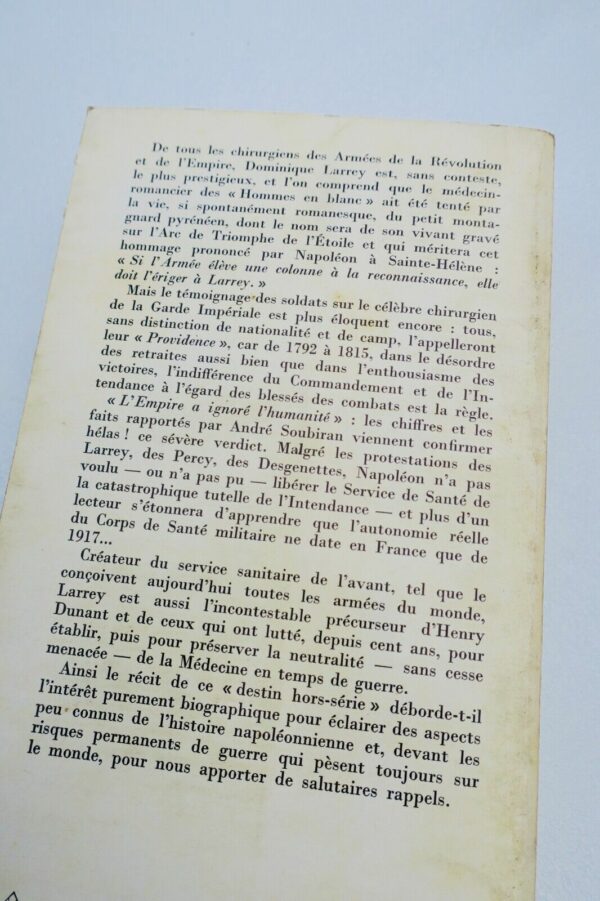 De tous les chirurgiens des Armées de la Révolution
et de l'Empire, Dominique Larrey est, sans conteste,
le plus prestigieux, et l'on comprend que le médecin-
romancier des « Hommes en blanc » ait été tenté par
la vie, si spontanément romanesque, du petit monta-
gnard pyrénéen, dont le nom sera de son vivant gravé
sur l'Arc de Triomphe de l'Étoile et qui méritera cet
hommage prononcé par Napoléon à Sainte-Hélène :
« Si l'Armée élève une colonne à la reconnaissance, elle
doit l'ériger à Larrey. »
Mais le témoignage des soldats sur le célèbre chirurgien
de la Garde Impériale est plus éloquent encore : tous,
sans distinction de nationalité et de camp, l'appelleront
leur « Providence », car de 1792 à 1815, dans le désordre
des retraites aussi bien que dans l'enthousiasme des
victoires, l'indifférence du Commandement et de l'In-
tendance à l'égard des blessés des combats est la règle.
« L'Empire a ignoré l'humanité » : les chiffres et les
faits rapportés par André Soubiran viennent confirmer
hélas ! ce sévère verdict. Malgré les protestations des
Larrey, des Percy, des Desgenettes, Napoléon n'a pas
voulu — ou n'a pas pu — libérer le Service de Santé de
la catastrophique tutelle de l'Intendance — et plus d'un
lecteur s'étonnera d'apprendre que l'autonomie réelle
du Corps de Santé militaire ne date en France que de
1917...
Créateur du service sanitaire de l'avant, tel que le
conçoivent aujourd'hui toutes les armées du monde,
Larrey est aussi l'incontestable précurseur d'Henry
Dunant et de ceux qui ont lutté, depuis cent ans, pour
établir, puis pour préserver la neutralité — sans cesse
menacée — de la Médecine en temps de guerre.
Ainsi le récit de ce « destin hors-série » déborde-t-il
l'intérêt purement biographique pour éclairer des aspects
peu connus de l'histoire napoléonnienne et, devant les
risques permanents de guerre qui pèsent toujours sur
le monde, pour nous apporter de salutaires rappels.